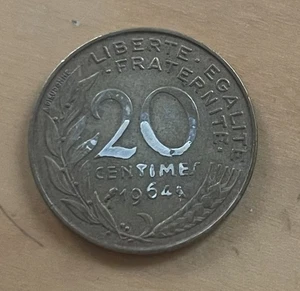 LIBERTE·EGALITE
·FRATERNITE·
20
CENTIMES
1964